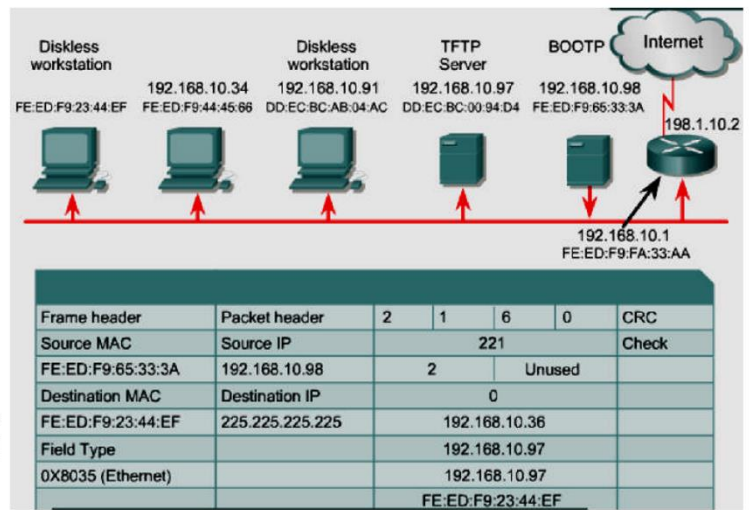 Diskless
workstation
Diskless
workstation
TFTP
Server
BOOTP
Internet
192.168.10.34
192.168.10.91
192.168.10.97
192.168.10.98
FE:ED:F9:23:44:EF
FE:ED:F9:44:45:66
DD:EC:BC:AB:04:AC
DD:EC:BC:00:94:D4
FE:ED:F9:65:33:3A
198.1.10.2
192.168.10.1
FE:ED:F9:FA:33:AA
Frame header Packet header 2 1 6 0 CRC
Source MAC Source IP 221 Check
FE:ED:F9:65:33:3A 192.168.10.98 2 Unused
Destination MAC Destination IP 0
FE:ED:F9:23:44:EF 225.225.225.225 192.168.10.36
Field Type 192.168.10.97
0X8035 (Ethernet) 192.168.10.97
FE:ED:F9:23:44:EF